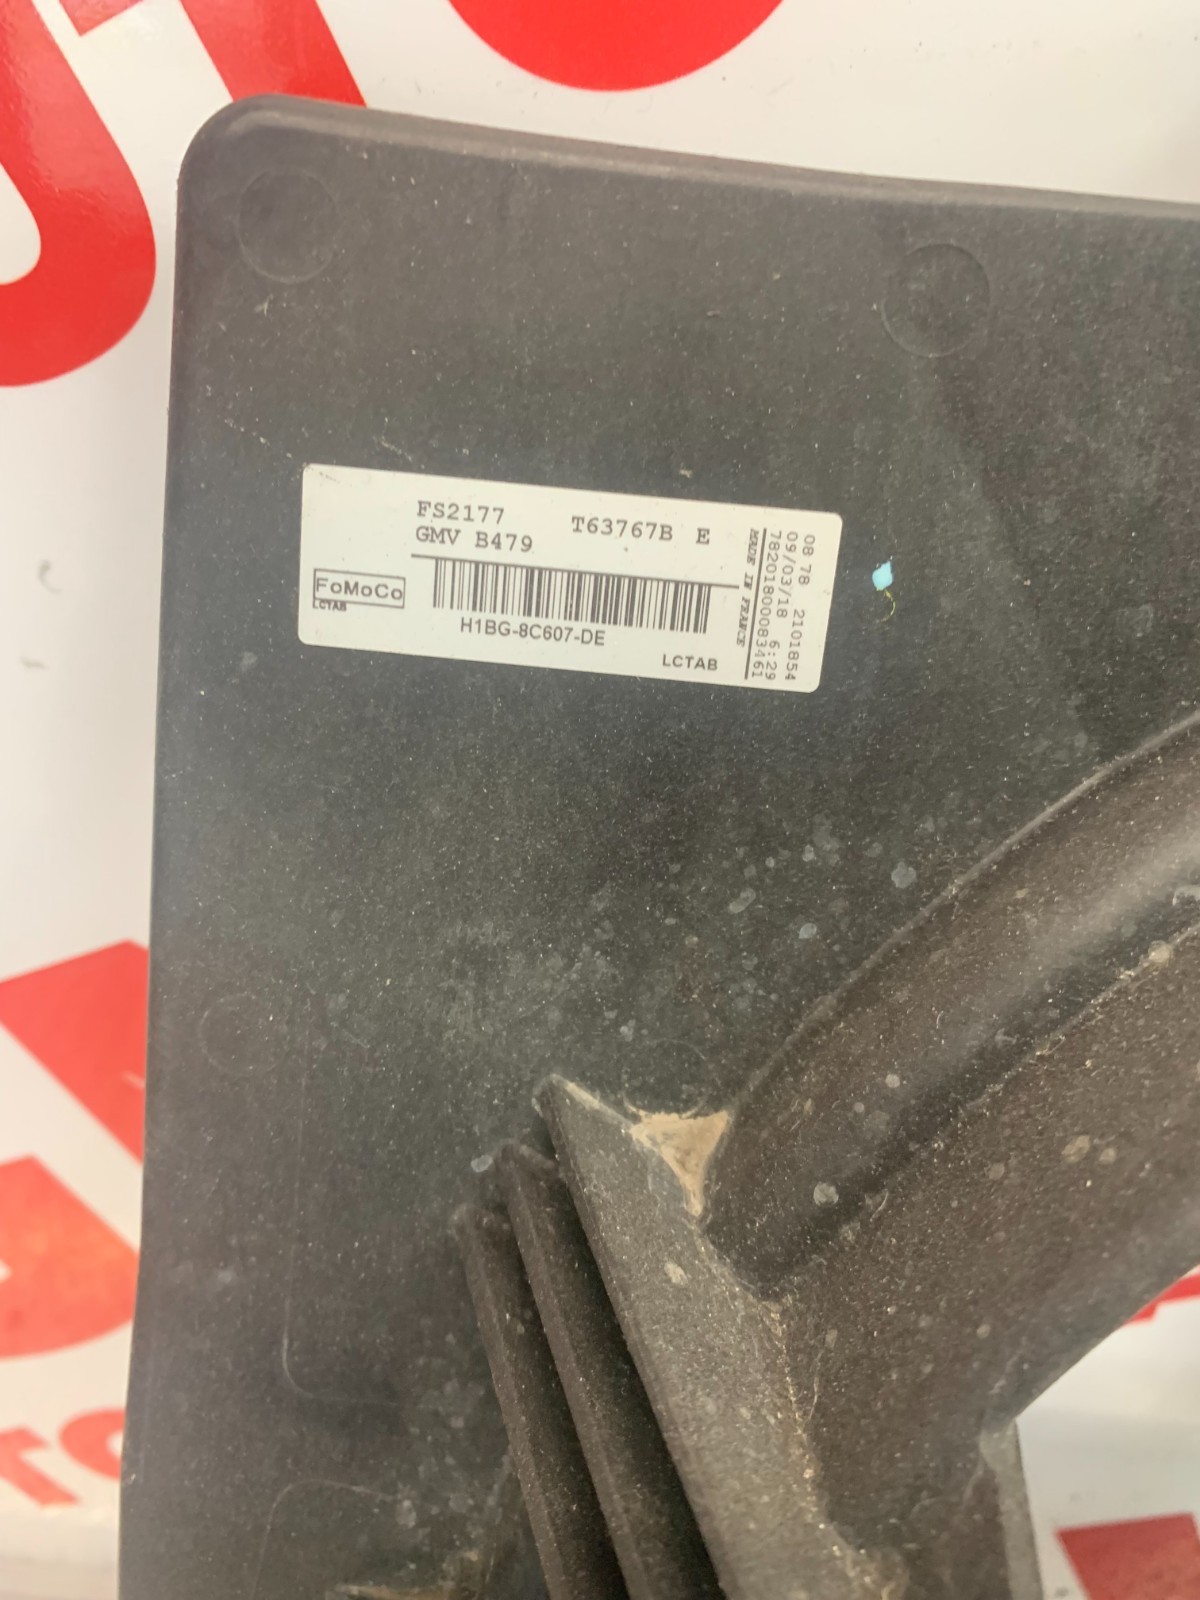 FS2177 T63767B E
GMV B479
FoMoCo
LCTAB
H1BG-8C607-DE
LCTAB
MADE IN FRANCE
08 78 2101854
09/03/18 6:29
78201800083461